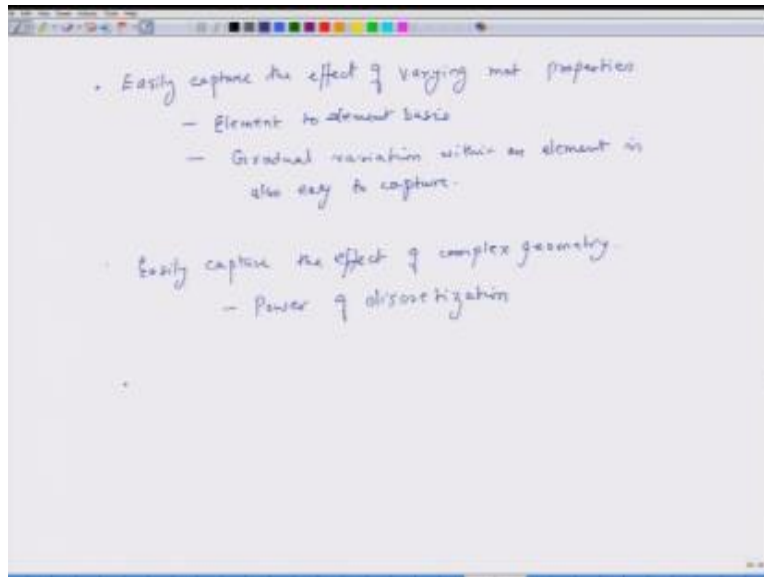 • Easily capture the effect of varying mat properties
– Element to element basis
– Gradual variation within an element is
also easy to capture.
Easily capture the effect of complex geometry.
– Power of discretization
•